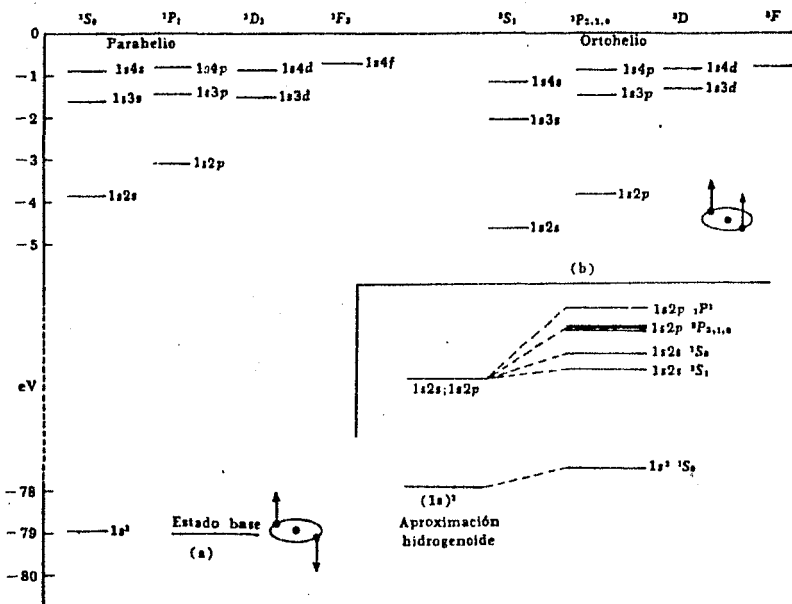 ¹S₀ ¹P₁ ¹D₂ ¹F₃ ³S₁ ³P₂,₁,₀ ³D ³F
0
Parahelio Ortohelio
-1 1s4s 1s4p 1s4d 1s4f 1s4s 1s4p 1s4d
1s3s 1s3p 1s3d 1s3p 1s3d
-2 1s3s
-3 1s2p
-4 1s2s 1s2p
-5 1s2s
(b)
1s2p ₁P¹
1s2p ³P₂,₁,₀
1s2s ¹S₀
1s2s ³S₁
eV
1s2s;1s2p
1s² ¹S₀
-78 (1s)²
Aproximación
hidrogenoide
-79 1s² Estado base
(a)
-80